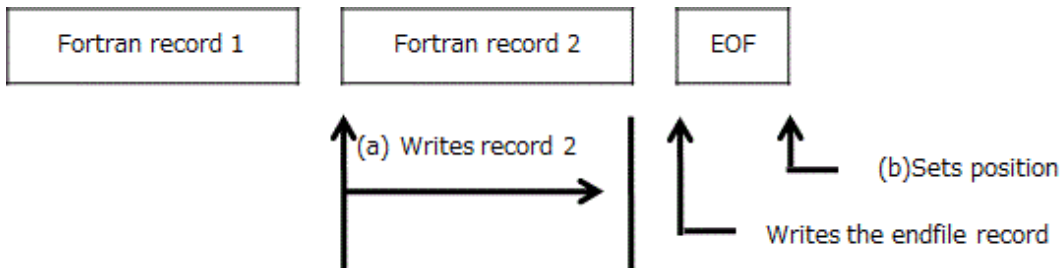 Fortran record 1
Fortran record 2
EOF
(a) Writes record 2
(b)Sets position
Writes the endfile record